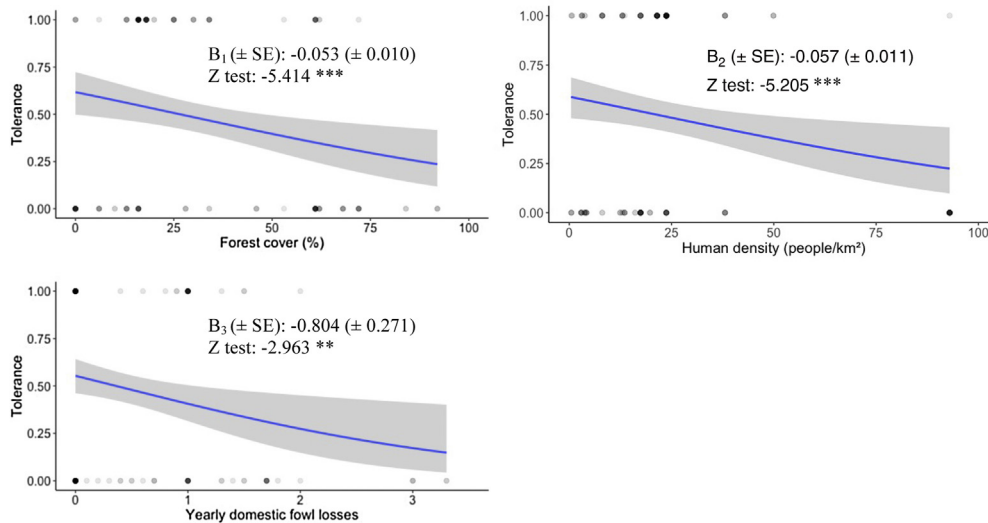 1.00
0.75
0.50
0.25
0.00
Tolerance
B1 (± SE): -0.053 (± 0.010)
Z test: -5.414 ***
0 25 50 75 100
Forest cover (%)
1.00
0.75
0.50
0.25
0.00
Tolerance
B2 (± SE): -0.057 (± 0.011)
Z test: -5.205 ***
0 25 50 75 100
Human density (people/km²)
1.00
0.75
0.50
0.25
0.00
Tolerance
B3 (± SE): -0.804 (± 0.271)
Z test: -2.963 **
0 1 2 3
Yearly domestic fowl losses